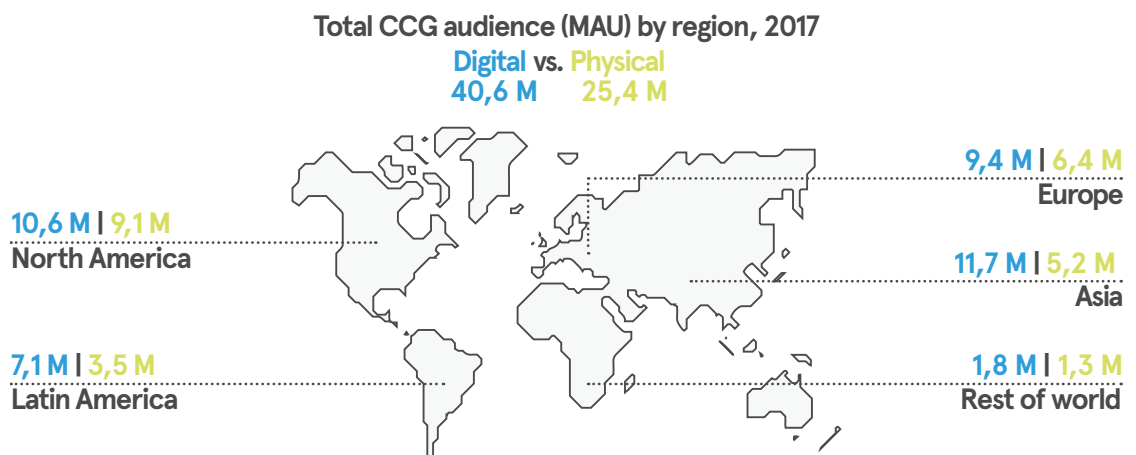 Total CCG audience (MAU) by region, 2017
Digital vs. Physical
40,6 M 25,4 M
9,4 M | 6,4 M
Europe
10,6 M | 9,1 M
North America
11,7 M | 5,2 M
Asia
7,1 M | 3,5 M
Latin America
1,8 M | 1,3 M
Rest of world